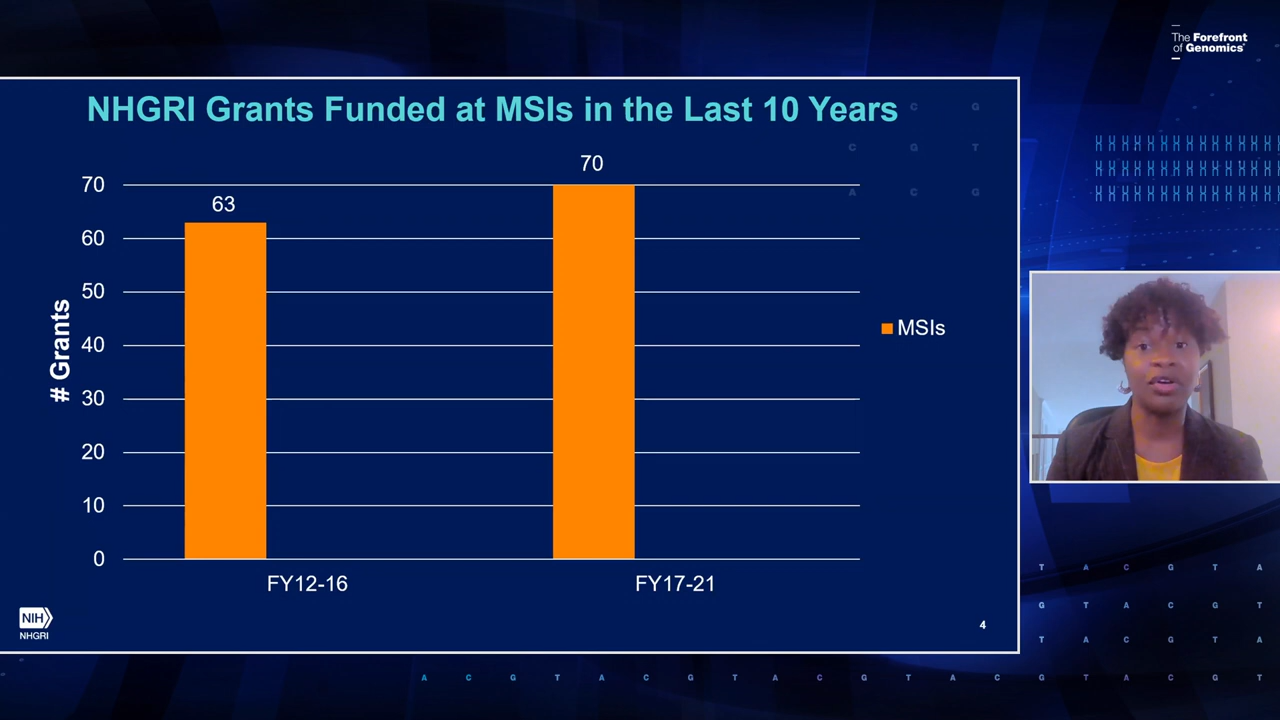 The Forefront
of Genomics®
NHGRI Grants Funded at MSIs in the Last 10 Years
C G
C G T
A C G
70
63
70
60
50
40
30
20
10
0
# Grants
MSIs
FY12-16
FY17-21
NIH
NHGRI
4
T A C G T A
G T A C G T
T A C G T A
A C G T A C G T A C G T A C G T A C G T